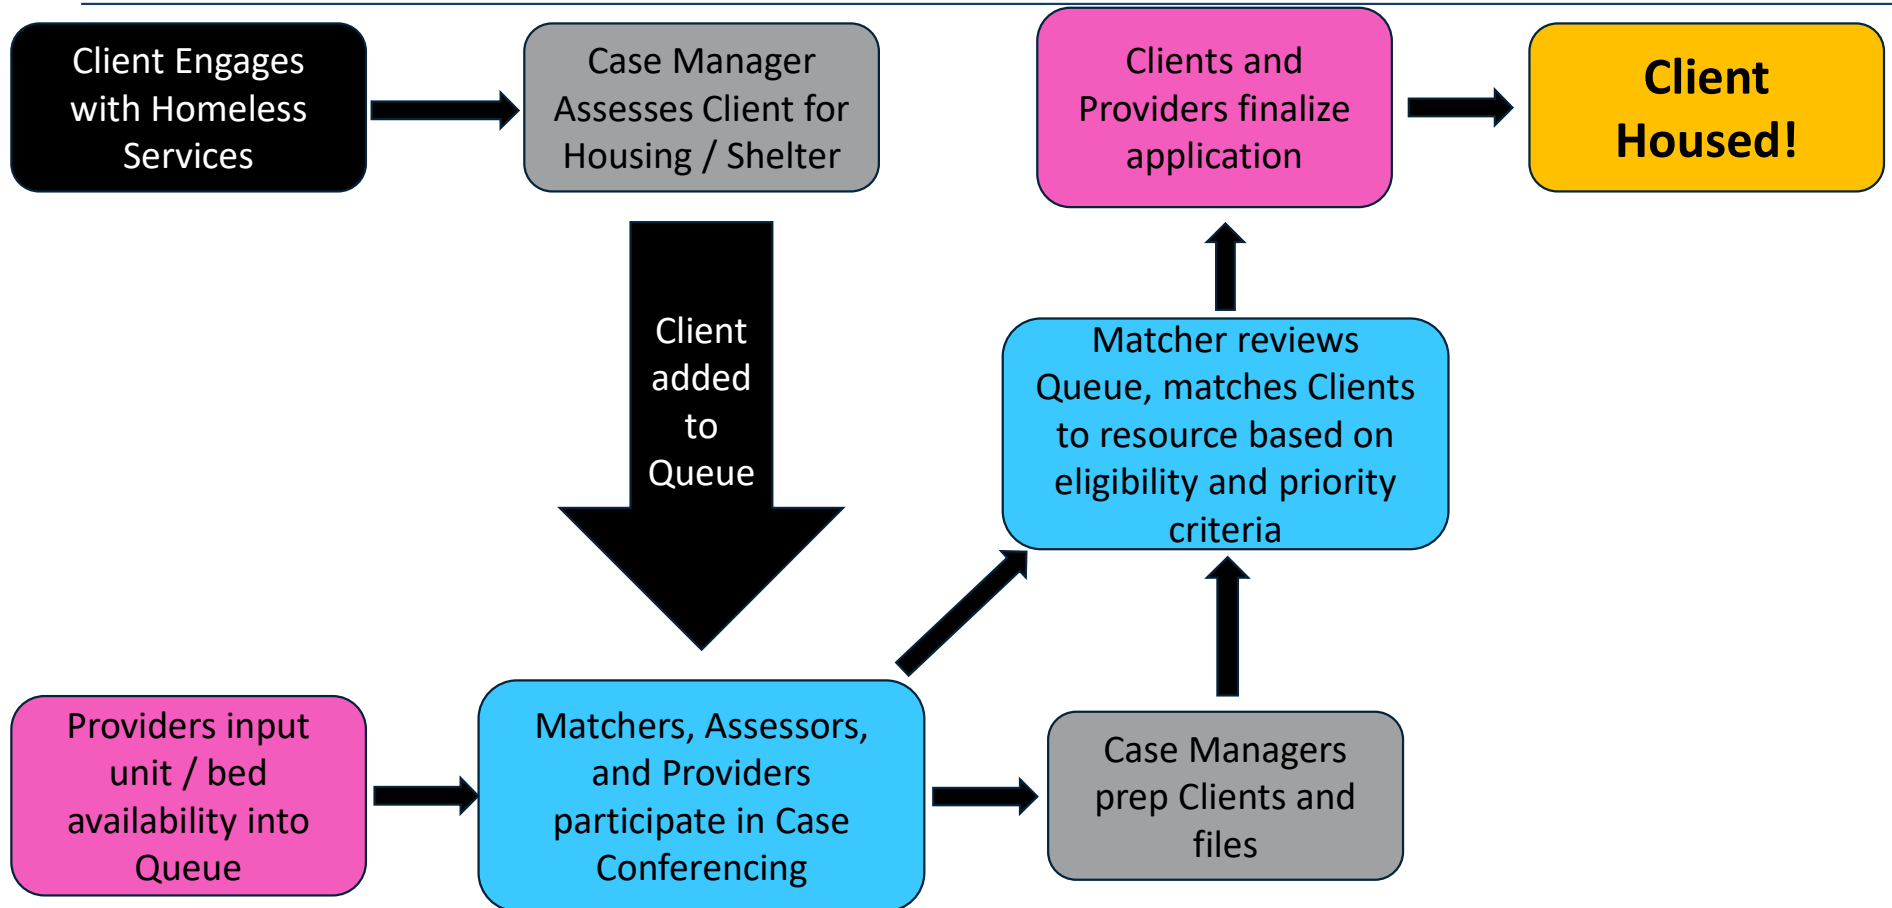 Client Engages
with Homeless
Services
Case Manager
Assesses Client for
Housing / Shelter
Client
added
to
Queue
Providers input
unit / bed
availability into
Queue
Matchers, Assessors,
and Providers
participate in Case
Conferencing
Case Managers
prep Clients and
files
Matcher reviews
Queue, matches Clients
to resource based on
eligibility and priority
criteria
Clients and
Providers finalize
application
Client
Housed!